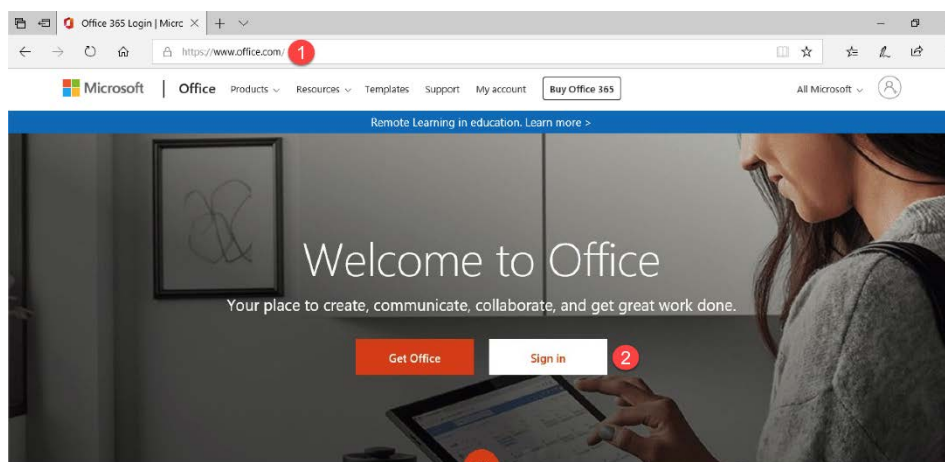 Office 365 Login | Micr
https://www.office.com/ 1
Microsoft | Office Products Resources Templates Support My account Buy Office 365 All Microsoft
Remote Learning in education. Learn more >
Welcome to Office
Your place to create, communicate, collaborate, and get great work done.
Get Office Sign in 2